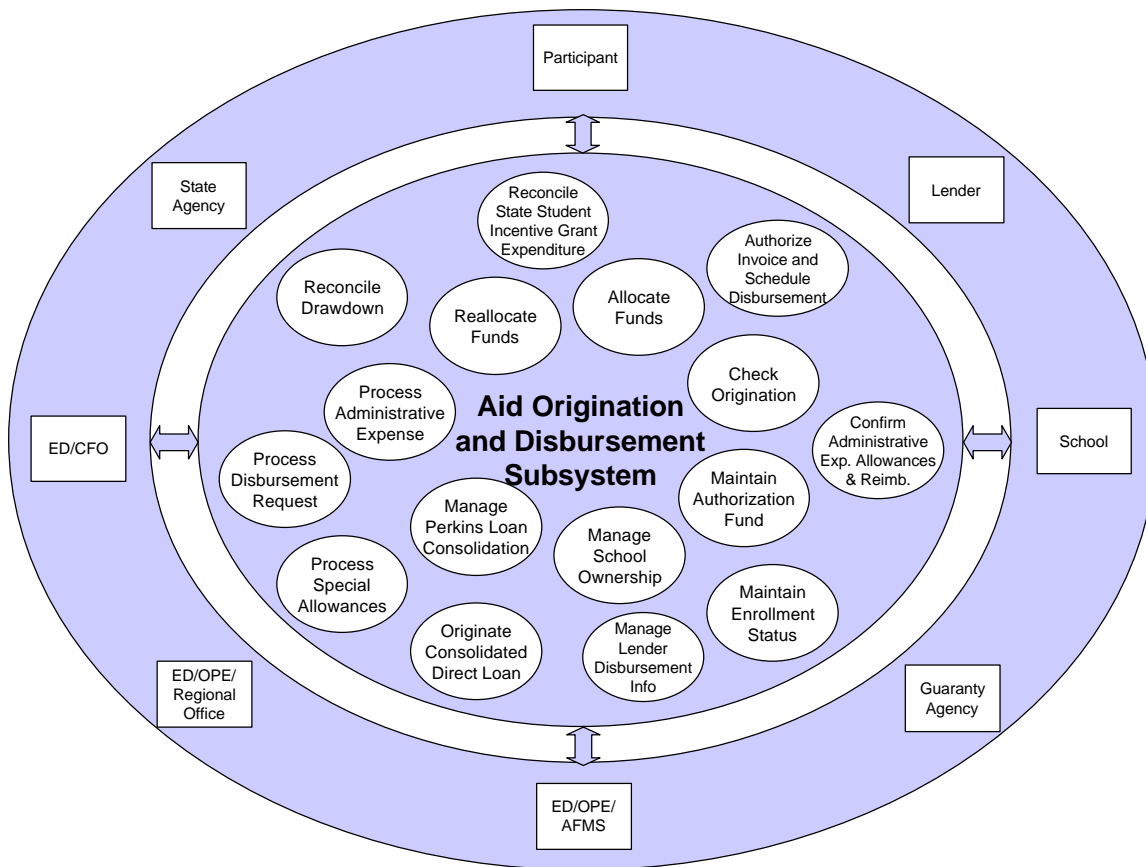 Participant
State
Agency
Lender
Reconcile
State Student
Incentive Grant
Expenditure
Authorize
Invoice and
Schedule
Disbursement
Reconcile
Drawdown
Reallocate
Funds
Allocate
Funds
Check
Origination
Process
Administrative
Expense
Aid Origination
and Disbursement
Subsystem
Confirm
Administrative
Exp. Allowances
& Reimb.
ED/CFO
School
Process
Disbursement
Request
Maintain
Authorization
Fund
Manage
Perkins Loan
Consolidation
Manage
School
Ownership
Process
Special
Allowances
Maintain
Enrollment
Status
Originate
Consolidated
Direct Loan
Manage
Lender
Disbursement
Info
ED/OPE/
Regional
Office
Guaranty
Agency
ED/OPE/
AFMS